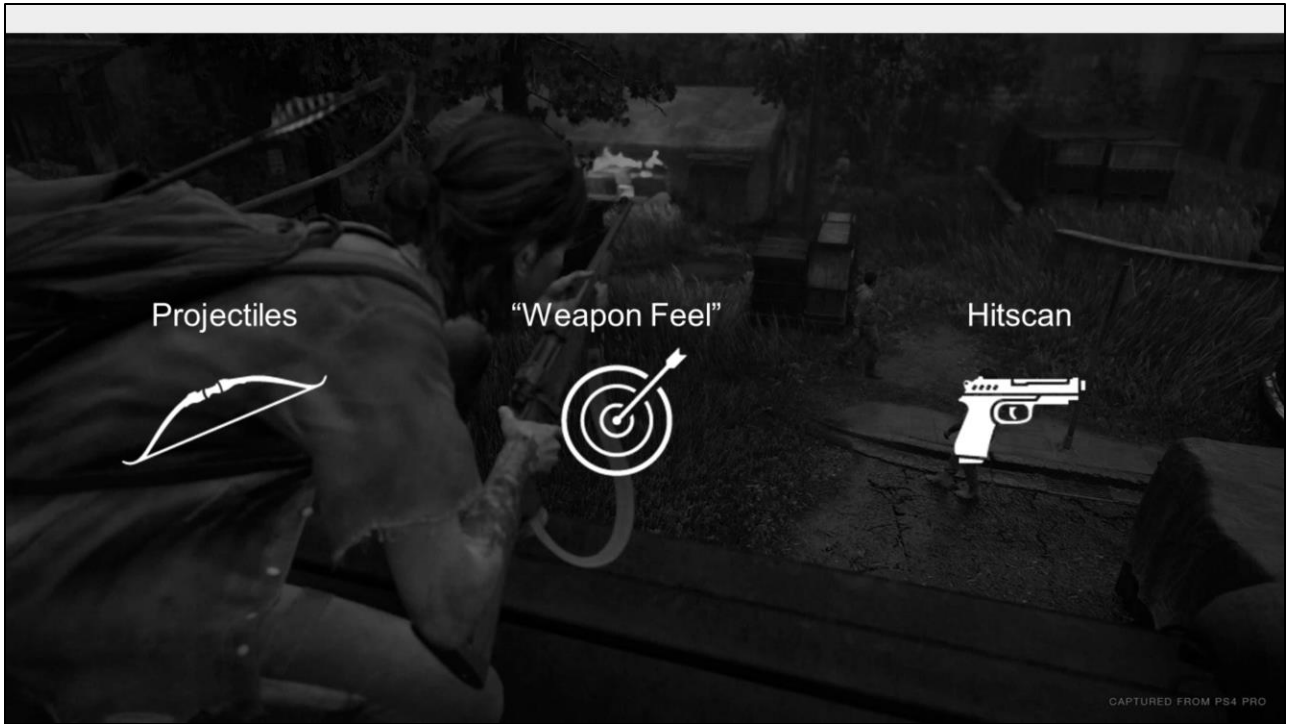 Projectiles
“Weapon Feel”
Hitscan
CAPTURED FROM PS4 PRO